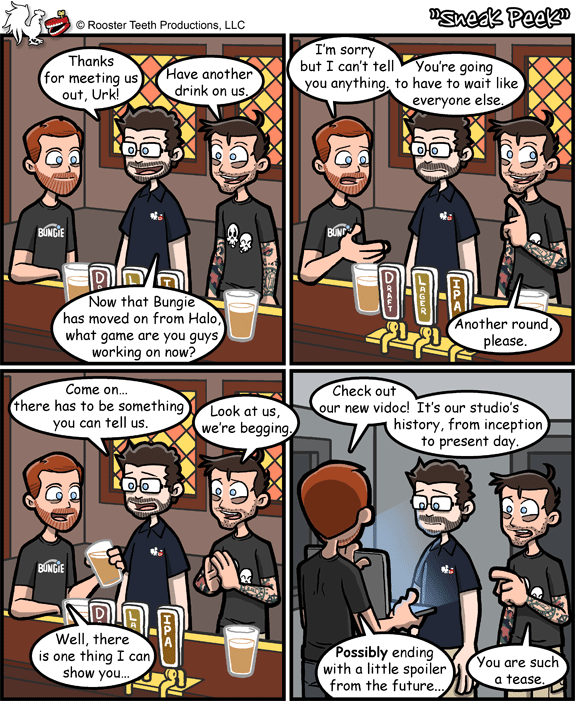 © Rooster Teeth Productions, LLC
"Sneak Peek"
Thanks
for meeting us
out, Urk!
Have another
drink on us.
BUNGiE
D
L
I
Now that Bungie
has moved on from Halo,
what game are you guys
working on now?
I'm sorry
but I can't tell
you anything.
You're going
to have to wait like
everyone else.
BUNG
DRAFT
LAGER
IPA
Another round,
please.
Come on...
there has to be something
you can tell us.
Look at us,
we're begging.
BUNGiE
D
LA
IPA
Well, there
is one thing I can
show you...
Check out
our new vidoc!
It's our studio's
history, from inception
to present day.
Possibly ending
with a little spoiler
from the future...
You are such
a tease.